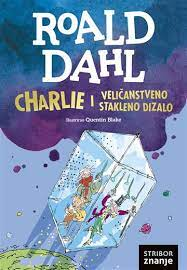 ROALD
DAHL
CHARLIE I VELIČANSTVENO
STAKLENO DIZALO
Ilustrirao Quentin Blake
STRIBOR
ZNANJE